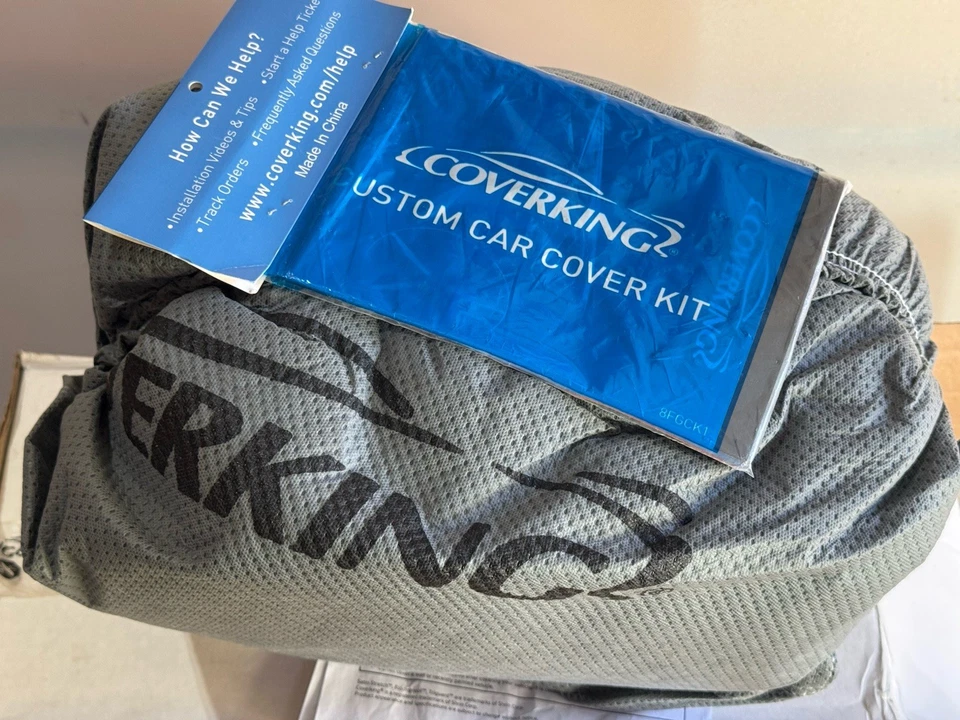 How Can We Help?
•Installation Videos & Tips •Start a Help Ticke
•Track Orders •Frequently Asked Questions
www.coverking.com/help
Made In China
COVERKING®
USTOM CAR COVER KIT
COVERKING
8FGCK1
ERKING